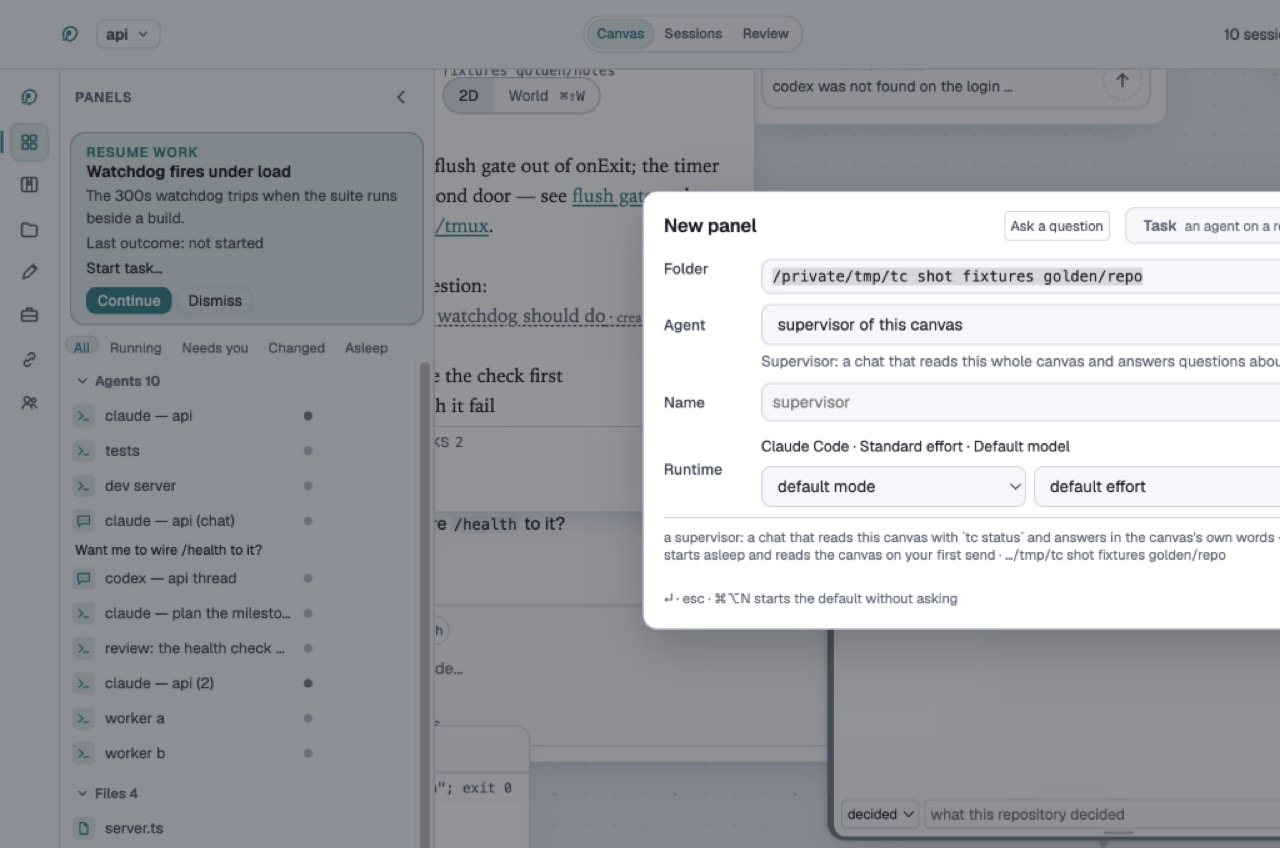 api
Canvas
Sessions
Review
10 sessi
PANELS
RESUME WORK
Watchdog fires under load
The 300s watchdog trips when the suite runs
beside a build.
Last outcome: not started
Start task…
Continue
Dismiss
All
Running
Needs you
Changed
Asleep
Agents 10
claude — api
tests
dev server
claude — api (chat)
Want me to wire /health to it?
codex — api thread
claude — plan the milesto…
review: the health check …
claude — api (2)
worker a
worker b
Files 4
server.ts
fixtures golden/notes
2D
World ⌘⇧W
flush gate out of onExit; the timer
ond door — see flush gat
/tmux.
estion:
watchdog should do · crea
e the check first
h it fail
KS 2
re /health to it?
h
de…
n"; exit 0
codex was not found on the login …
New panel
Ask a question
Task an agent on a re
Folder
/private/tmp/tc shot fixtures golden/repo
Agent
supervisor of this canvas
Supervisor: a chat that reads this whole canvas and answers questions abou
Name
supervisor
Runtime
Claude Code · Standard effort · Default model
default mode
default effort
a supervisor: a chat that reads this canvas with `tc status` and answers in the canvas's own words ·
starts asleep and reads the canvas on your first send · …/tmp/tc shot fixtures golden/repo
↵ · esc · ⌘⌥N starts the default without asking
decided
what this repository decided